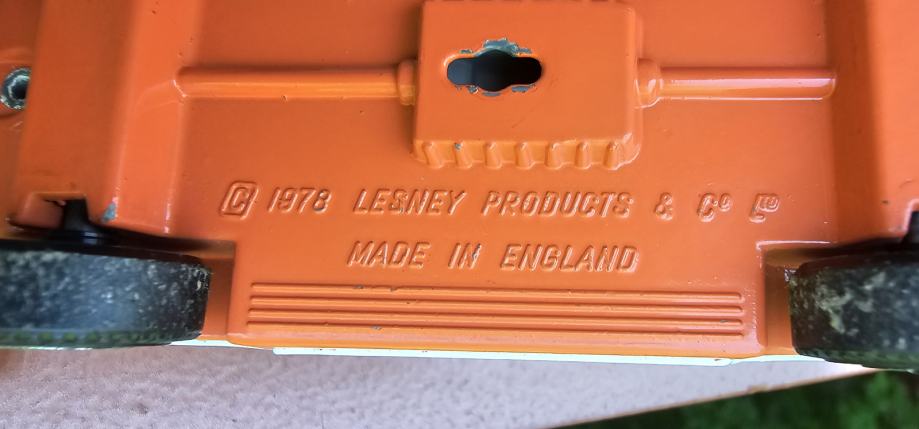 © 1978 LESNEY PRODUCTS & Co LTD
MADE IN ENGLAND